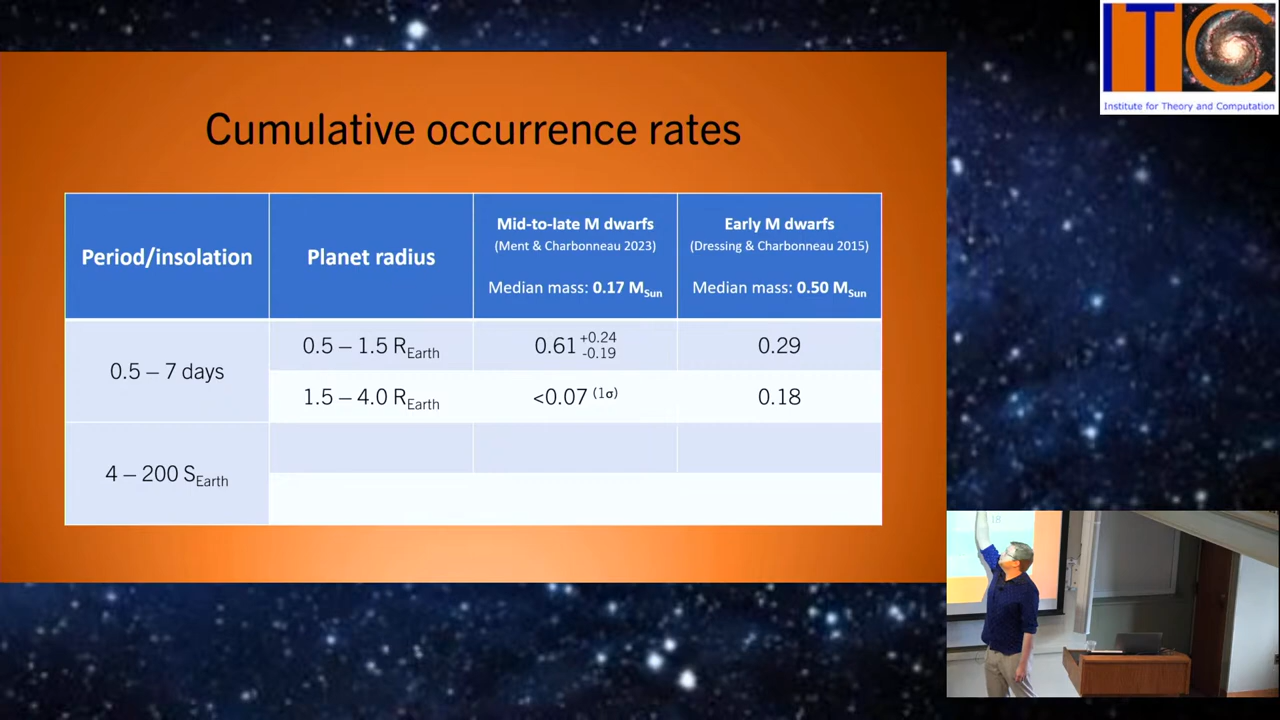 ITC
Institute for Theory and Computation
Cumulative occurrence rates
Period/insolation
Planet radius
Mid-to-late M dwarfs
(Ment & Charbonneau 2023)
Median mass: 0.17 MSun
Early M dwarfs
(Dressing & Charbonneau 2015)
Median mass: 0.50 MSun
0.5 – 7 days
0.5 – 1.5 REarth
0.61 +0.24 -0.19
0.29
1.5 – 4.0 REarth
<0.07 (1σ)
0.18
4 – 200 SEarth
18